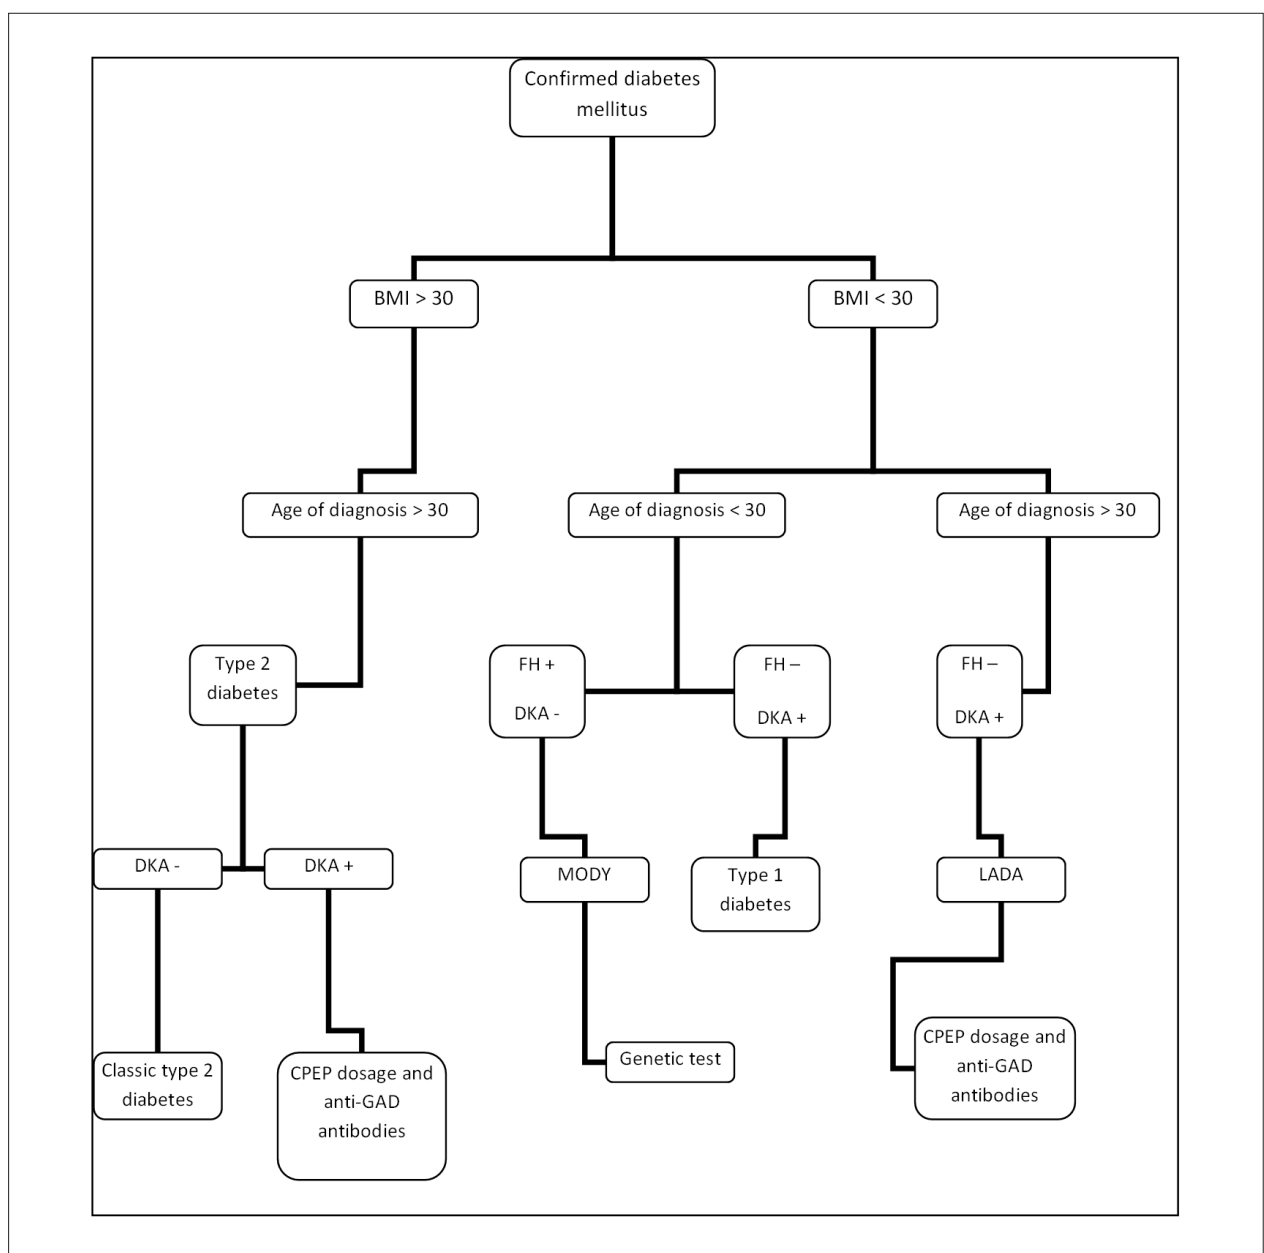 Confirmed diabetes
mellitus
BMI > 30
BMI < 30
Age of diagnosis > 30
Age of diagnosis < 30
Age of diagnosis > 30
Type 2
diabetes
FH +
DKA -
FH –
DKA +
FH –
DKA +
DKA -
DKA +
MODY
Type 1
diabetes
LADA
Classic type 2
diabetes
CPEP dosage and
anti-GAD
antibodies
Genetic test
CPEP dosage and
anti-GAD
antibodies